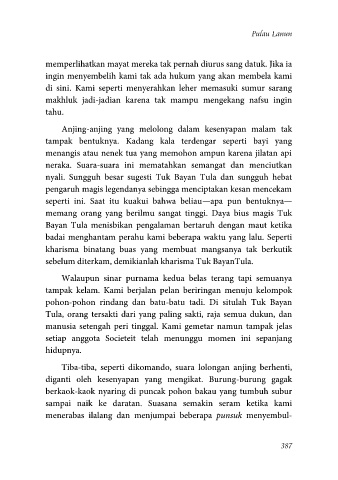 Pulau Lanun
memperlihatkan mayat mereka tak pernah diurus sang datuk. Jika ia
ingin menyembelih kami tak ada hukum yang akan membela kami
di sini. Kami seperti menyerahkan leher memasuki sumur sarang
makhluk jadi-jadian karena tak mampu mengekang nafsu ingin
tahu.
Anjing-anjing yang melolong dalam kesenyapan malam tak
tampak bentuknya. Kadang kala terdengar seperti bayi yang
menangis atau nenek tua yang memohon ampun karena jilatan api
neraka. Suara-suara ini mematahkan semangat dan menciutkan
nyali. Sungguh besar sugesti Tuk Bayan Tula dan sungguh hebat
pengaruh magis legendanya sehingga menciptakan kesan mencekam
seperti ini. Saat itu kuakui bahwa beliau—apa pun bentuknya—
memang orang yang berilmu sangat tinggi. Daya bius magis Tuk
Bayan Tula menisbikan pengalaman bertaruh dengan maut ketika
badai menghantam perahu kami beberapa waktu yang lalu. Seperti
kharisma binatang buas yang membuat mangsanya tak berkutik
sebelum diterkam, demikianlah kharisma Tuk BayanTula.
Walaupun sinar purnama kedua belas terang tapi semuanya
tampak kelam. Kami berjalan pelan beriringan menuju kelompok
pohon-pohon rindang dan batu-batu tadi. Di situlah Tuk Bayan
Tula, orang tersakti dari yang paling sakti, raja semua dukun, dan
manusia setengah peri tinggal. Kami gemetar namun tampak jelas
setiap anggota Societeit telah menunggu momen ini sepanjang
hidupnya.
Tiba-tiba, seperti dikomando, suara lolongan anjing berhenti,
diganti oleh kesenyapan yang mengikat. Burung-burung gagak
berkaok-kaok nyaring di puncak pohon bakau yang tumbuh subur
sampai naik ke daratan. Suasana semakin seram ketika kami
menerabas ilalang dan menjumpai beberapa punsuk menyembul-
387